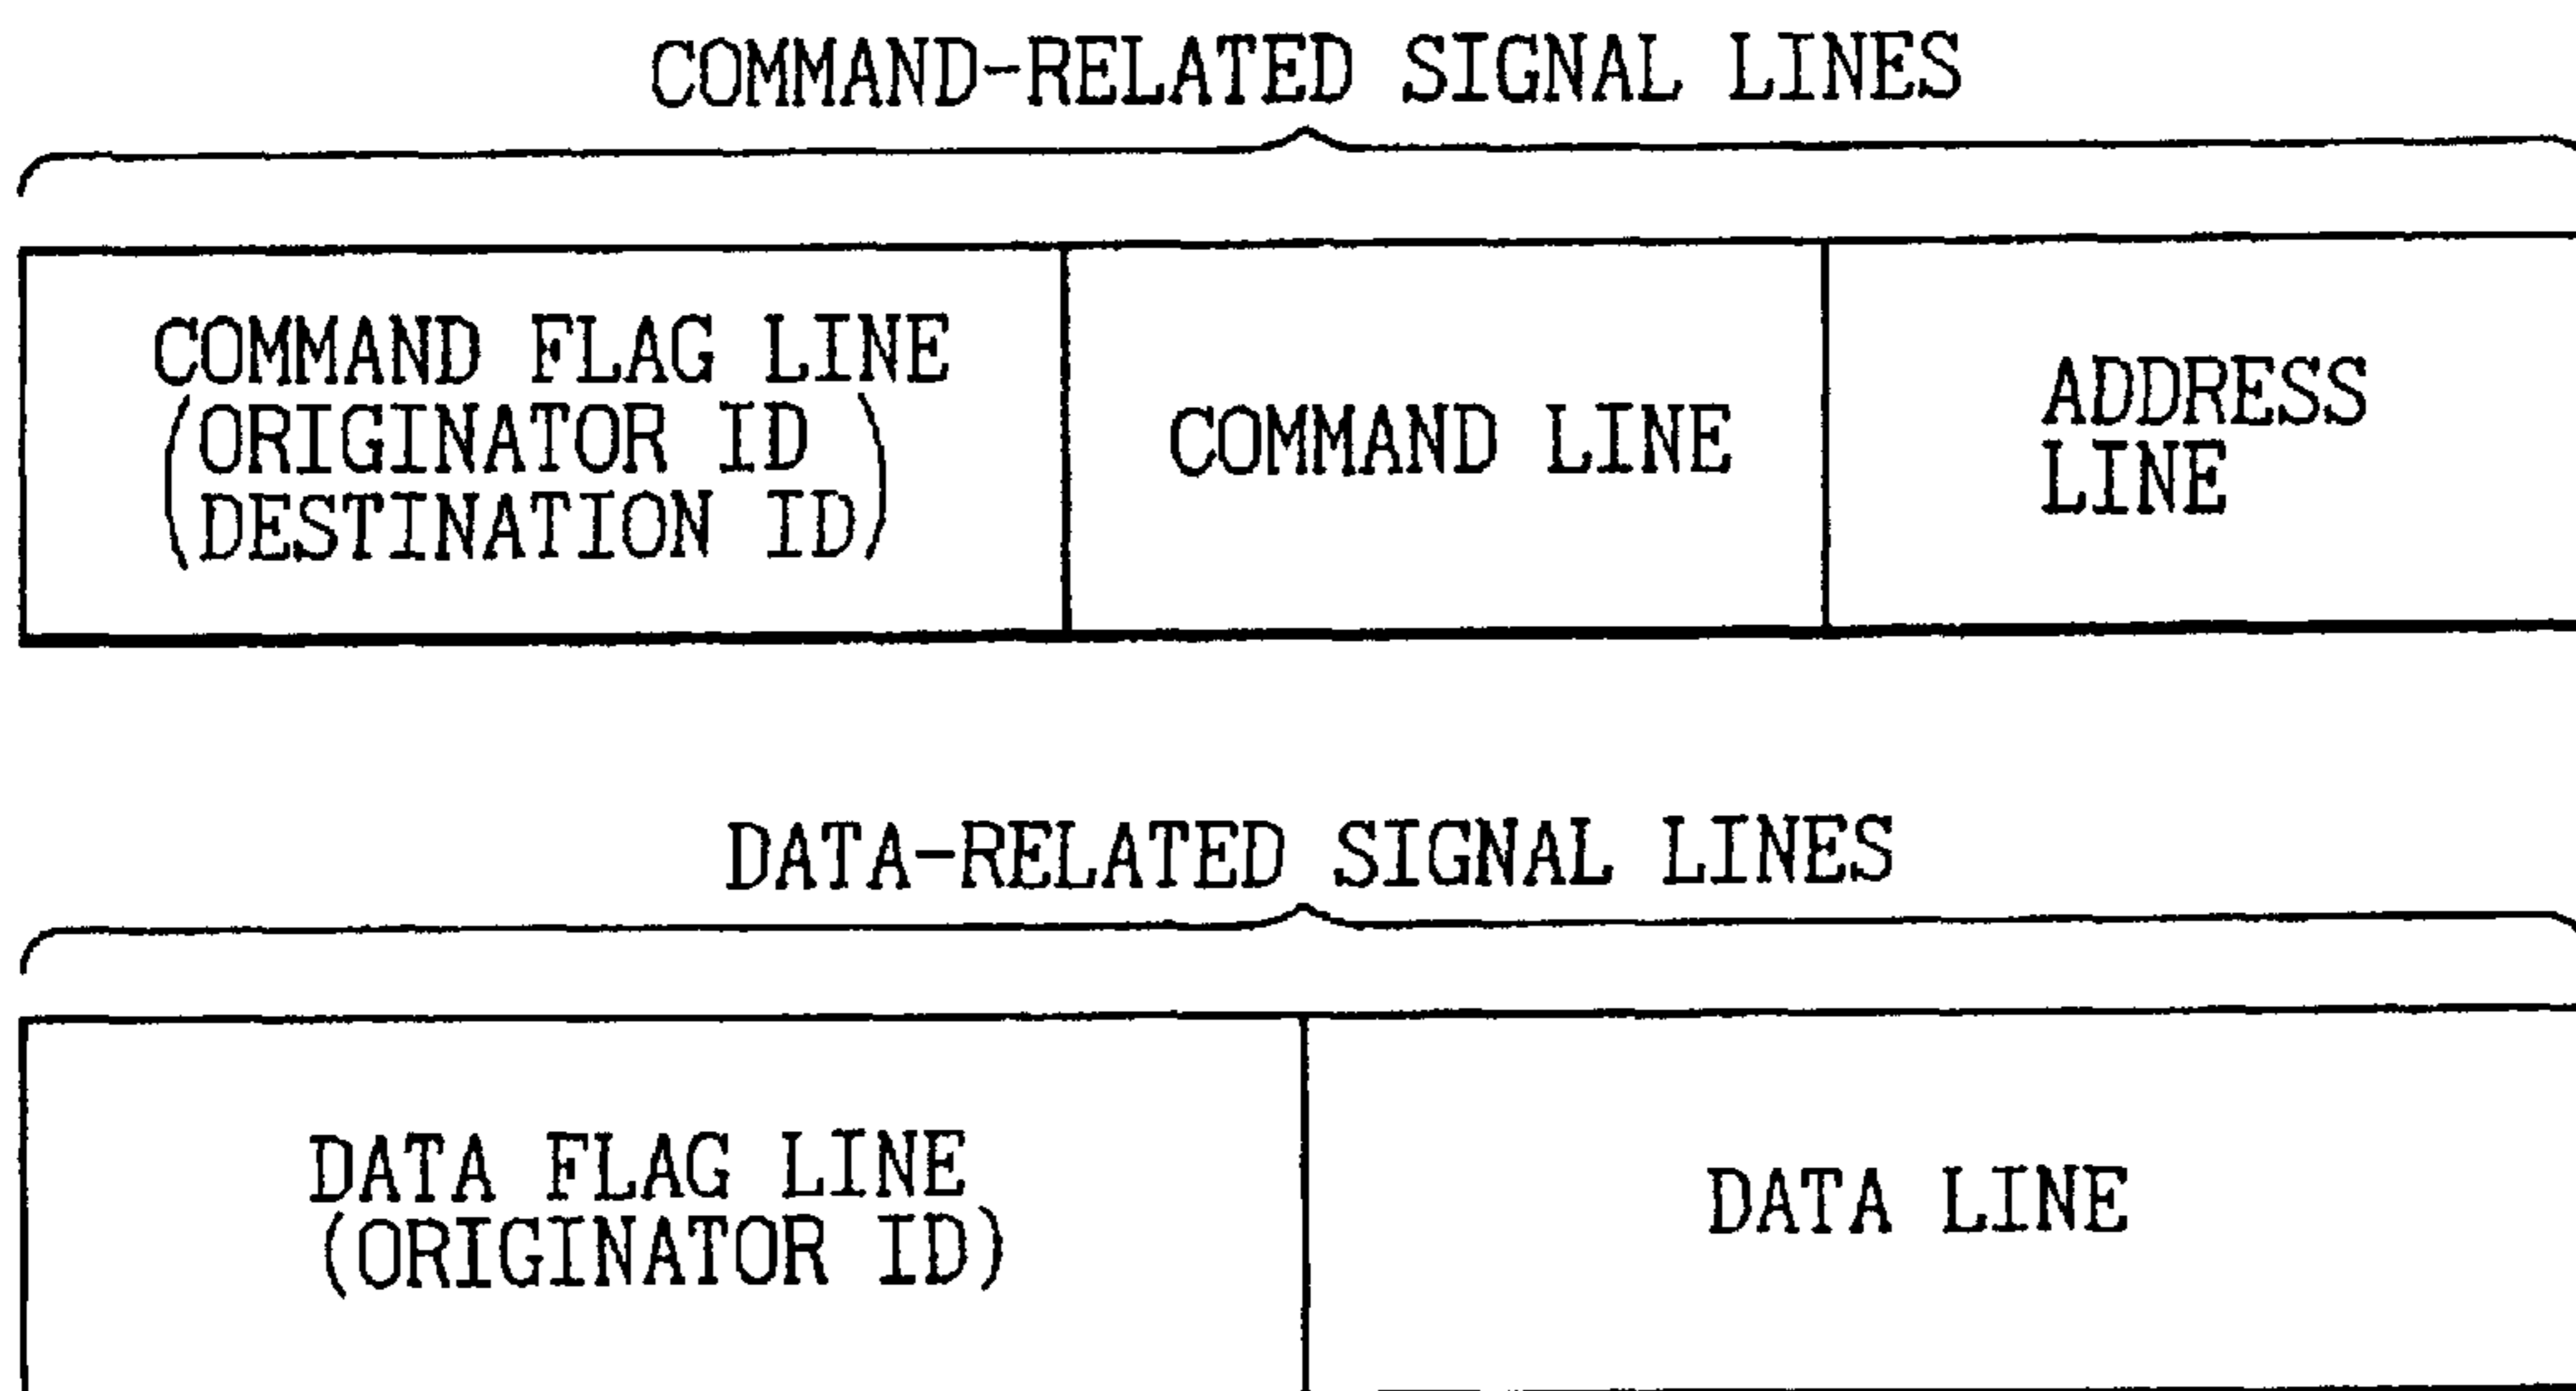 COMMAND-RELATED SIGNAL LINES
COMMAND FLAG LINE
(ORIGINATOR ID
DESTINATION ID)
COMMAND LINE
ADDRESS
LINE
DATA-RELATED SIGNAL LINES
DATA FLAG LINE
(ORIGINATOR ID)
DATA LINE